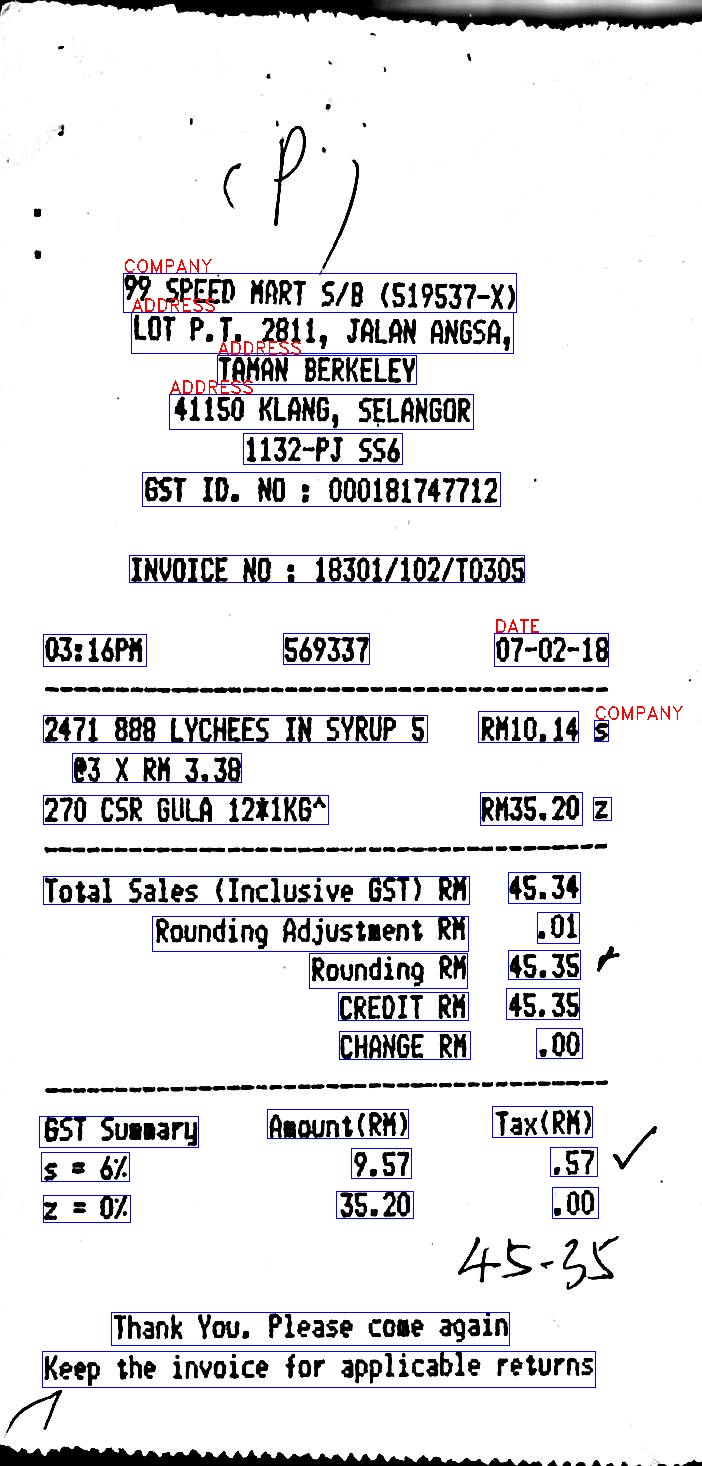 ( P )
COMPANY
99 SPEED MART S/B (519537-X)
ADDRESS
LOT P.T. 2811, JALAN ANGSA,
ADDRESS
TAMAN BERKELEY
ADDRESS
41150 KLANG, SELANGOR
1132-PJ SS6
GST ID. NO : 000181747712
INVOICE NO : 18301/102/T0305
DATE
03:16PM 569337 07-02-18
COMPANY
2471 888 LYCHEES IN SYRUP 5 RM10.14 s
@3 X RM 3.38
270 CSR GULA 12*1KG^ RM35.20 z
Total Sales (Inclusive GST) RM 45.34
Rounding Adjustment RM .01
Rounding RM 45.35
CREDIT RM 45.35
CHANGE RM .00
GST Summary Amount(RM) Tax(RM)
s = 6% 9.57 .57
z = 0% 35.20 .00
45-35
Thank You. Please come again
Keep the invoice for applicable returns